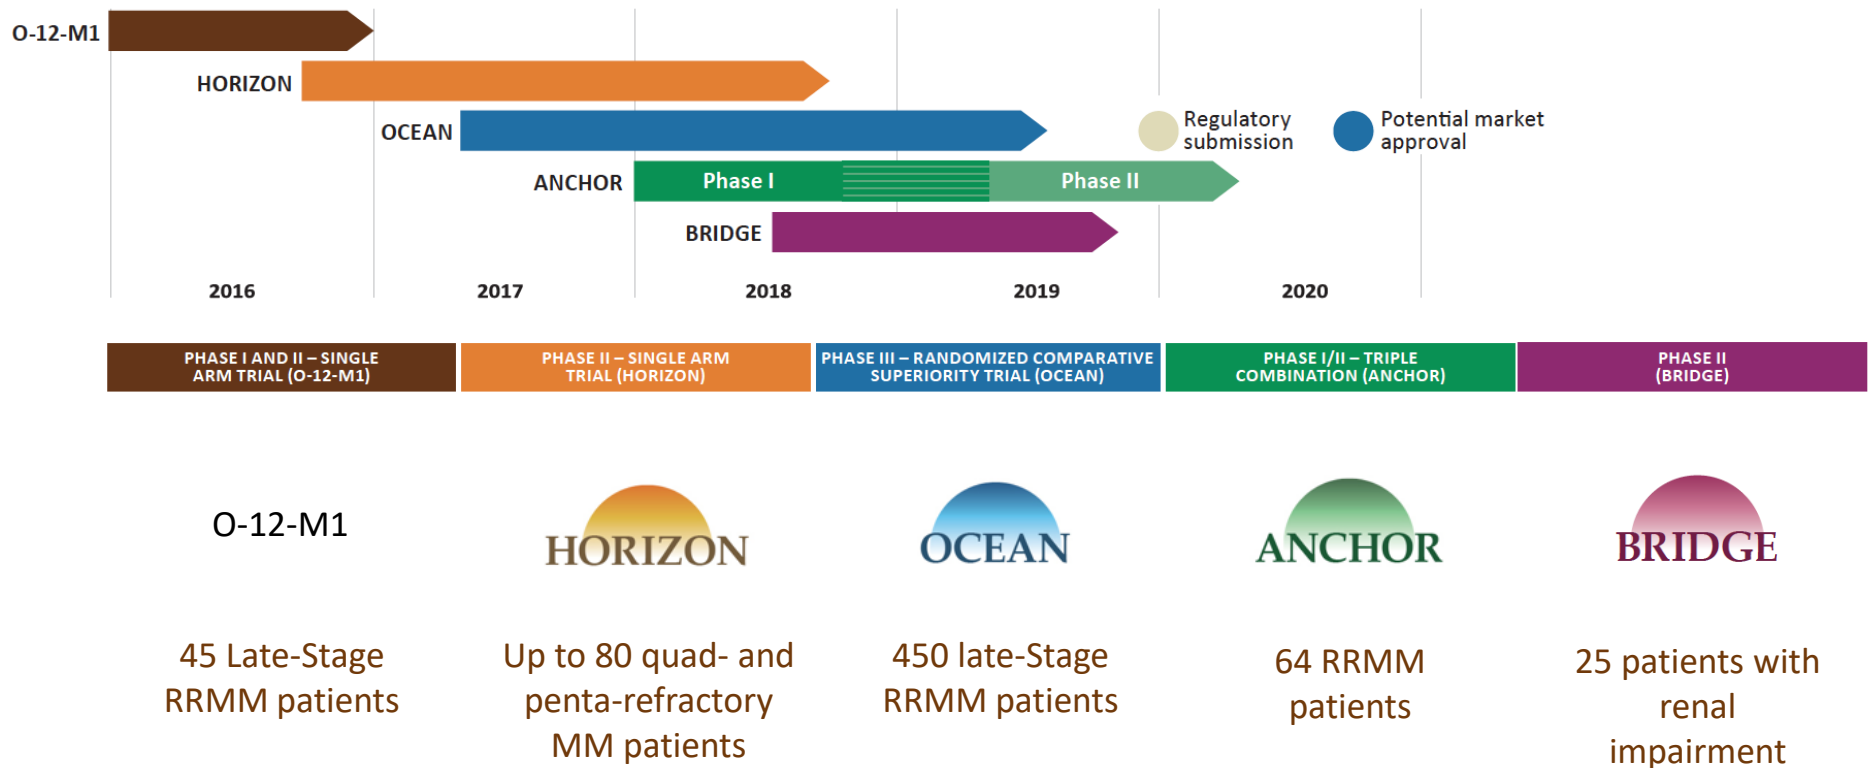 O-12-M1
HORIZON
OCEAN
Regulatory
submission
Potential market
approval
ANCHOR
Phase I
Phase II
BRIDGE
2016
2017
2018
2019
2020
PHASE I AND II – SINGLE
ARM TRIAL (O-12-M1)
PHASE II – SINGLE ARM
TRIAL (HORIZON)
PHASE III – RANDOMIZED COMPARATIVE
SUPERIORITY TRIAL (OCEAN)
PHASE I/II – TRIPLE
COMBINATION (ANCHOR)
PHASE II
(BRIDGE)
O-12-M1
HORIZON
OCEAN
ANCHOR
BRIDGE
45 Late-Stage
RRMM patients
Up to 80 quad- and
penta-refractory
MM patients
450 late-Stage
RRMM patients
64 RRMM
patients
25 patients with
renal
impairment